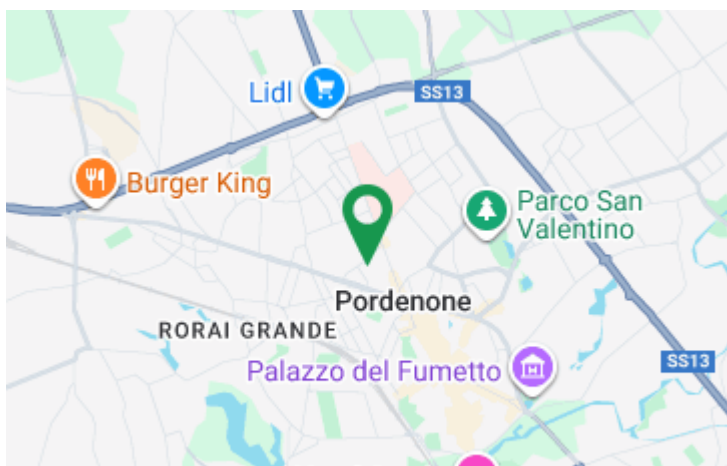 Lidl
SS13
Burger King
Parco San
Valentino
Pordenone
RORAI GRANDE
Palazzo del Fumetto
SS13